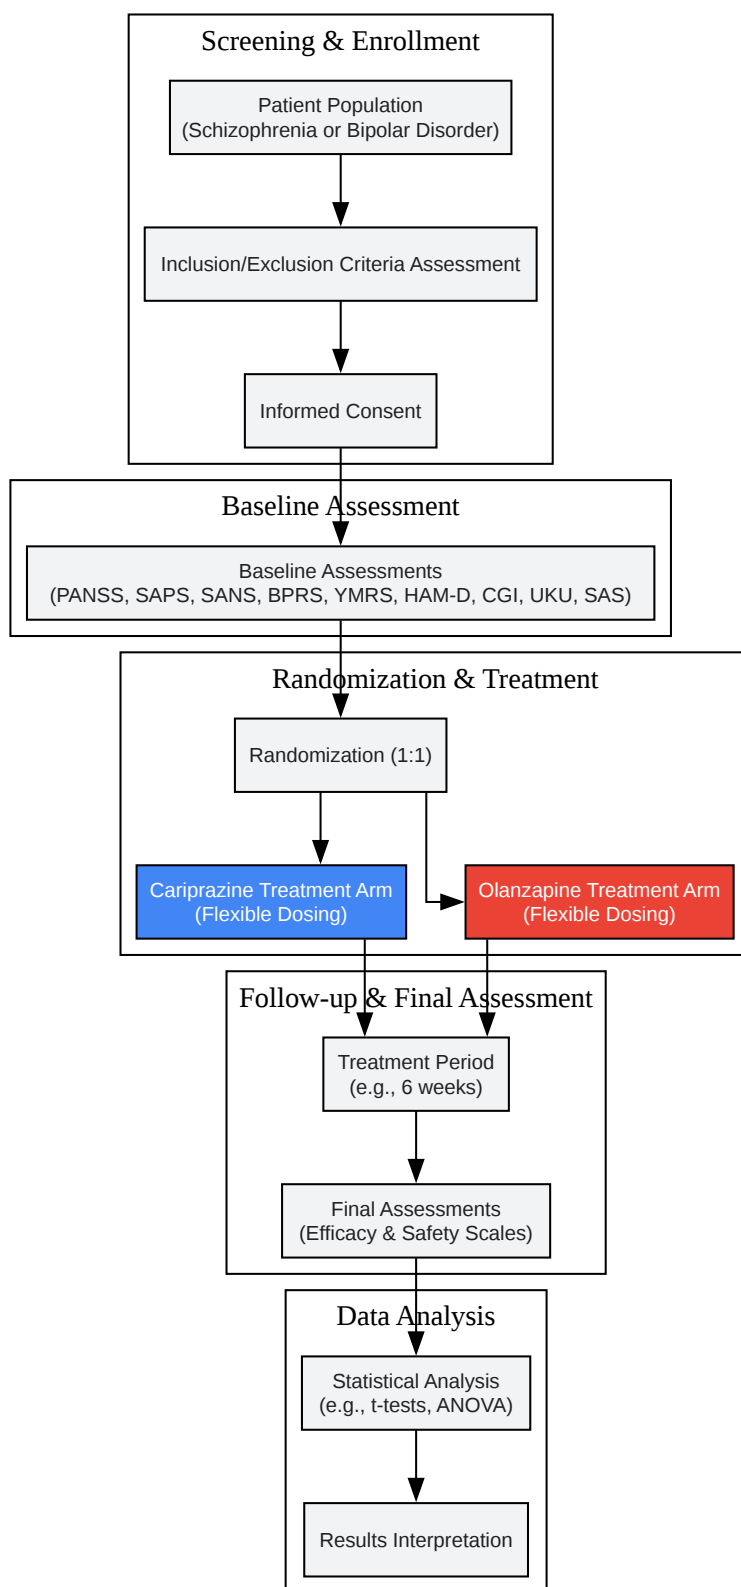 Screening & Enrollment
Patient Population
(Schizophrenia or Bipolar Disorder)
Inclusion/Exclusion Criteria Assessment
Informed Consent
Baseline Assessment
Baseline Assessments
(PANSS, SAPS, SANS, BPRS, YMRS, HAM-D, CGI, UKU, SAS)
Randomization & Treatment
Randomization (1:1)
Cariprazine Treatment Arm
(Flexible Dosing)
Olanzapine Treatment Arm
(Flexible Dosing)
Follow-up & Final Assessment
Treatment Period
(e.g., 6 weeks)
Final Assessments
(Efficacy & Safety Scales)
Data Analysis
Statistical Analysis
(e.g., t-tests, ANOVA)
Results Interpretation